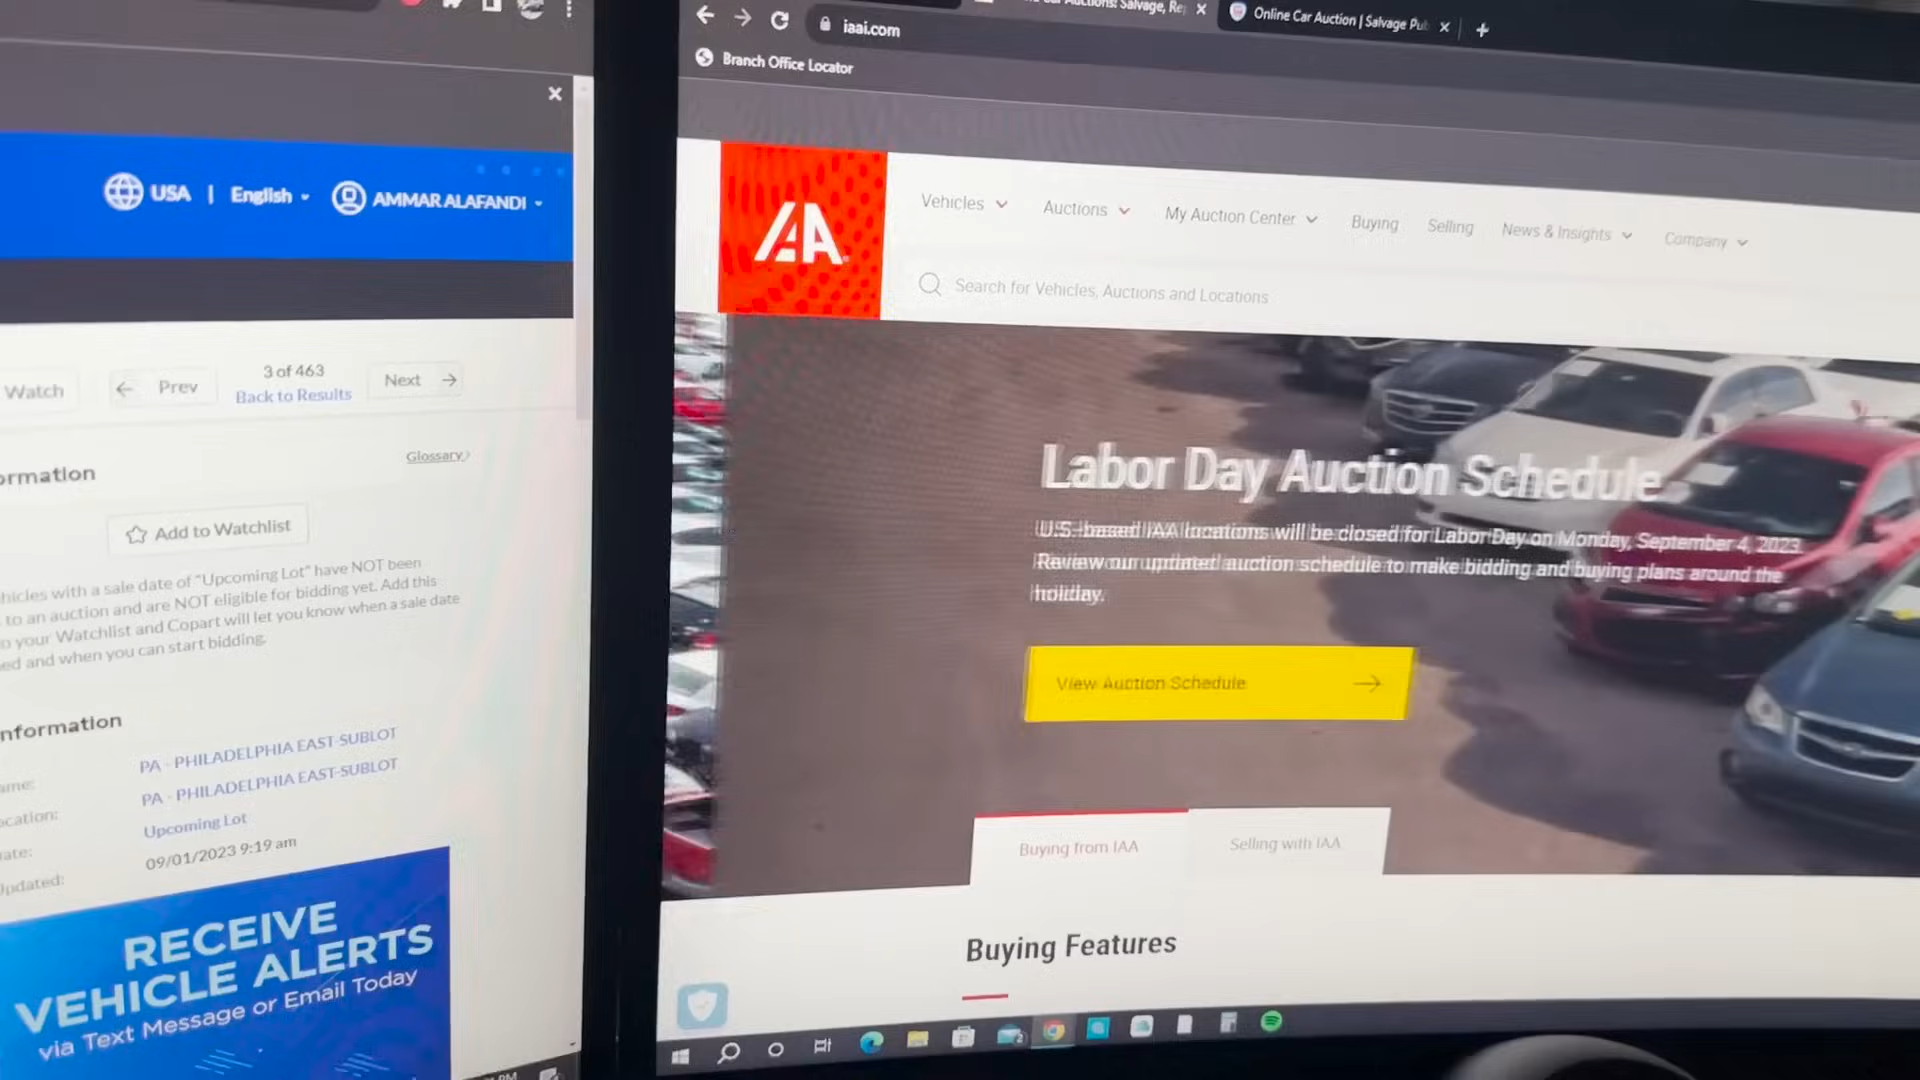 USA | English AMMAR ALAFANDI
Watch
Prev
3 of 463
Back to Results
Next
Glossary
Add to Watchlist
with a sale date of "Upcoming Lot" have NOT been
to an auction and are NOT eligible for bidding yet. Add this
your Watchlist and Copart will let you know when a sale date
and when you can start bidding.
PA - PHILADELPHIA EAST-SUBLOT
PA - PHILADELPHIA EAST-SUBLOT
Upcoming Lot
09/01/2023 9:19 am
RECEIVE
VEHICLE ALERTS
via Text Message or Email Today
PM
Online Car Auction | Salvage
iaai.com
Branch Office Locator
IAA
Vehicles
Auctions
My Auction Center
Buying
Selling
News & Insights
Company
Search for Vehicles, Auctions and Locations
Labor Day Auction Schedule
U.S.-based IAA locations will be closed for Labor Day on Monday, September 4, 2023.
Review our updated auction schedule to make bidding and buying plans around the
holiday.
View Auction Schedule
Buying from IAA
Selling with IAA
Buying Features